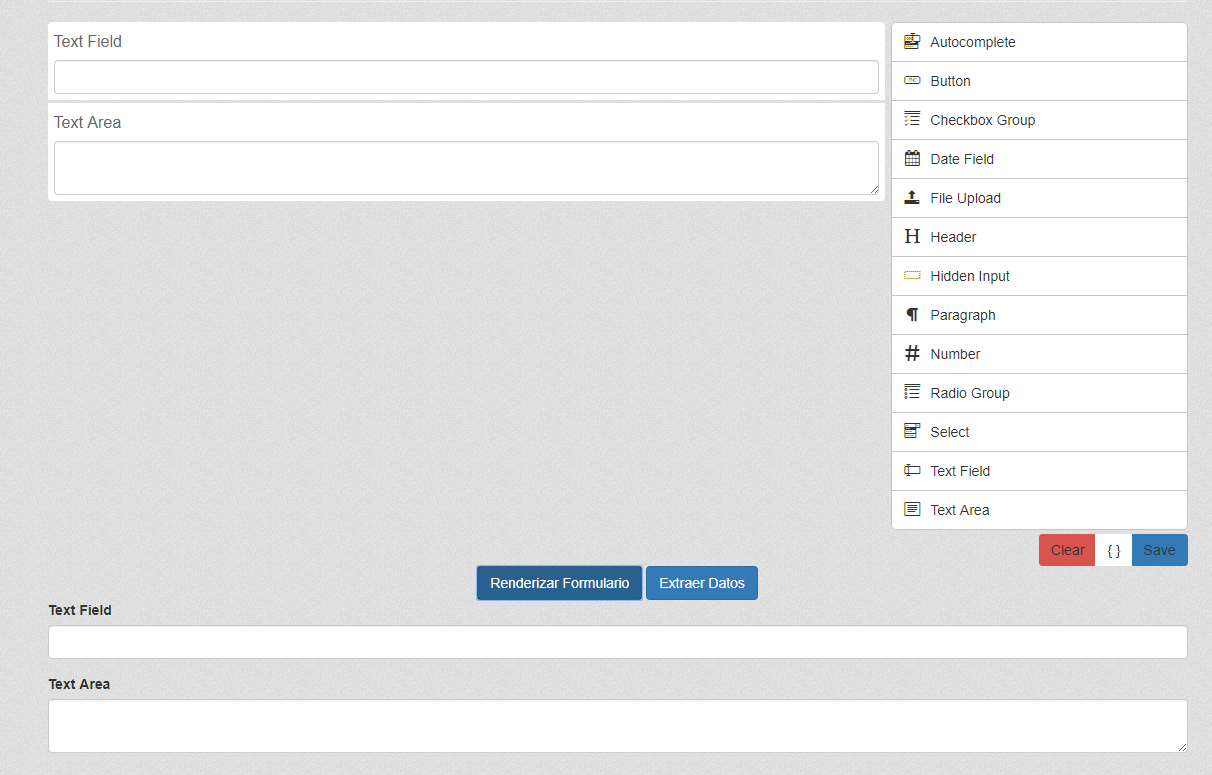 Text Field
Text Area
Autocomplete
Button
Checkbox Group
Date Field
File Upload
H Header
Hidden Input
¶ Paragraph
# Number
Radio Group
Select
Text Field
Text Area
Clear { } Save
Renderizar Formulario Extraer Datos
Text Field
Text Area